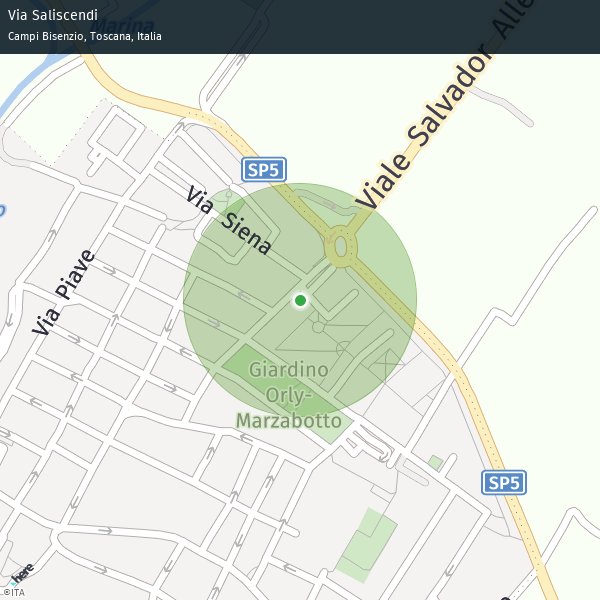 Via Saliscendi
Campi Bisenzio, Toscana, Italia
Marina
Viale Salvador Alle
SP5
Via Siena
Via Piave
Giardino
Orly-
Marzabotto
SP5
here
©ITA